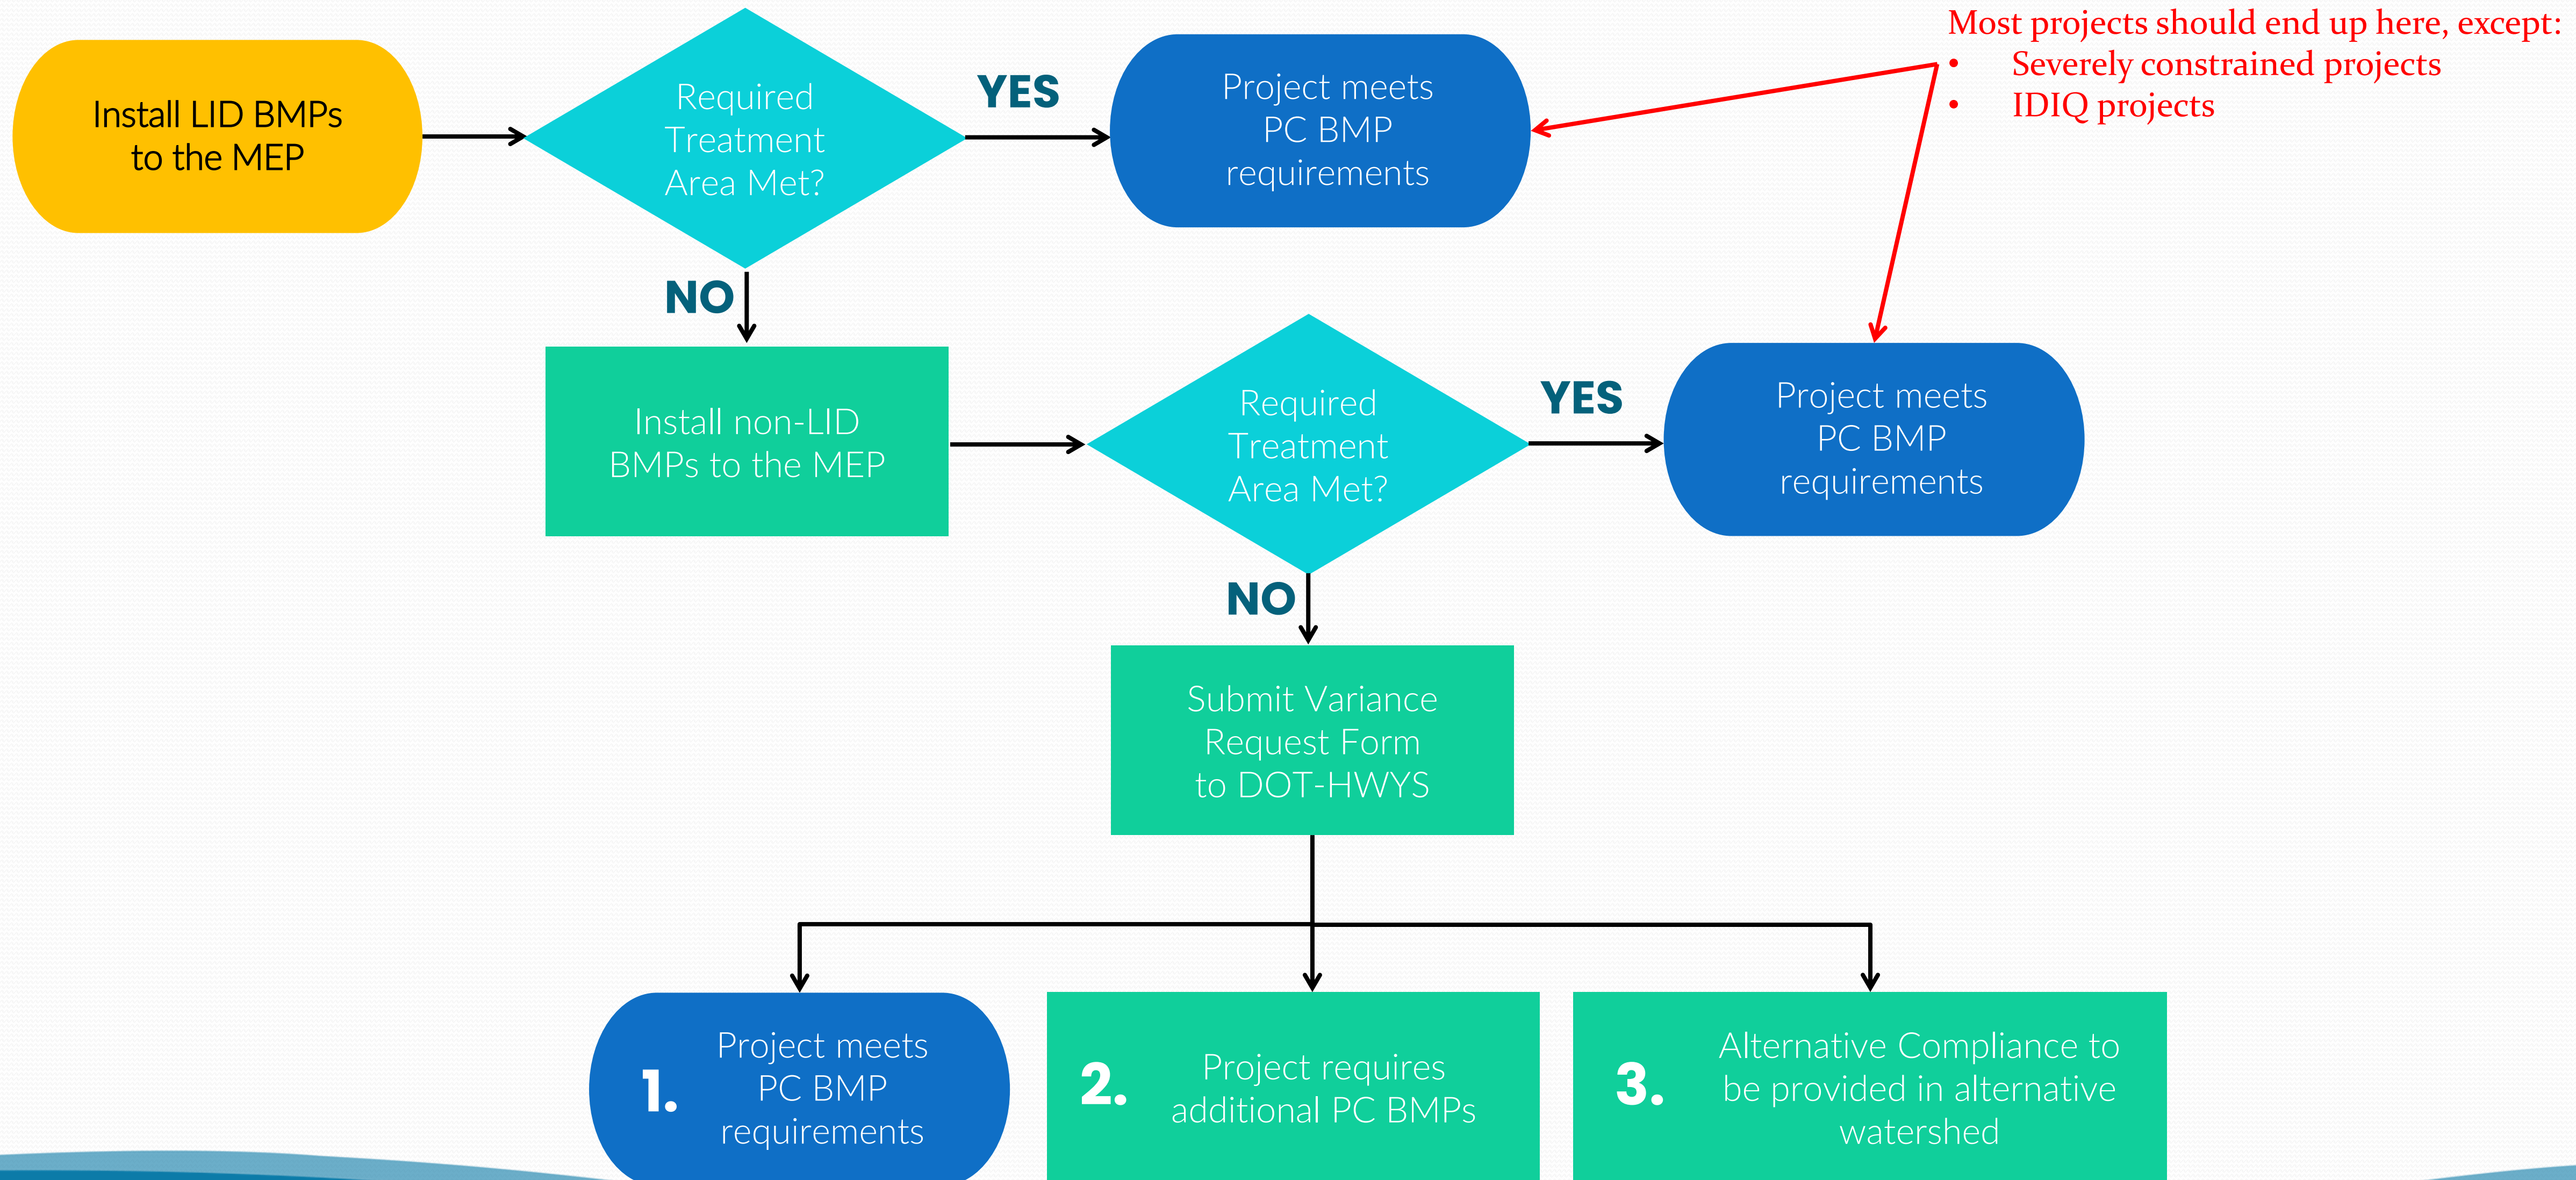 Install LID BMPs
to the MEP
Required
Treatment
Area Met?
YES
Project meets
PC BMP
requirements
Most projects should end up here, except:
• Severely constrained projects
• IDIQ projects
NO
Install non-LID
BMPs to the MEP
Required
Treatment
Area Met?
YES
Project meets
PC BMP
requirements
NO
Submit Variance
Request Form
to DOT-HWYS
1.
Project meets
PC BMP
requirements
2.
Project requires
additional PC BMPs
3.
Alternative Compliance to
be provided in alternative
watershed